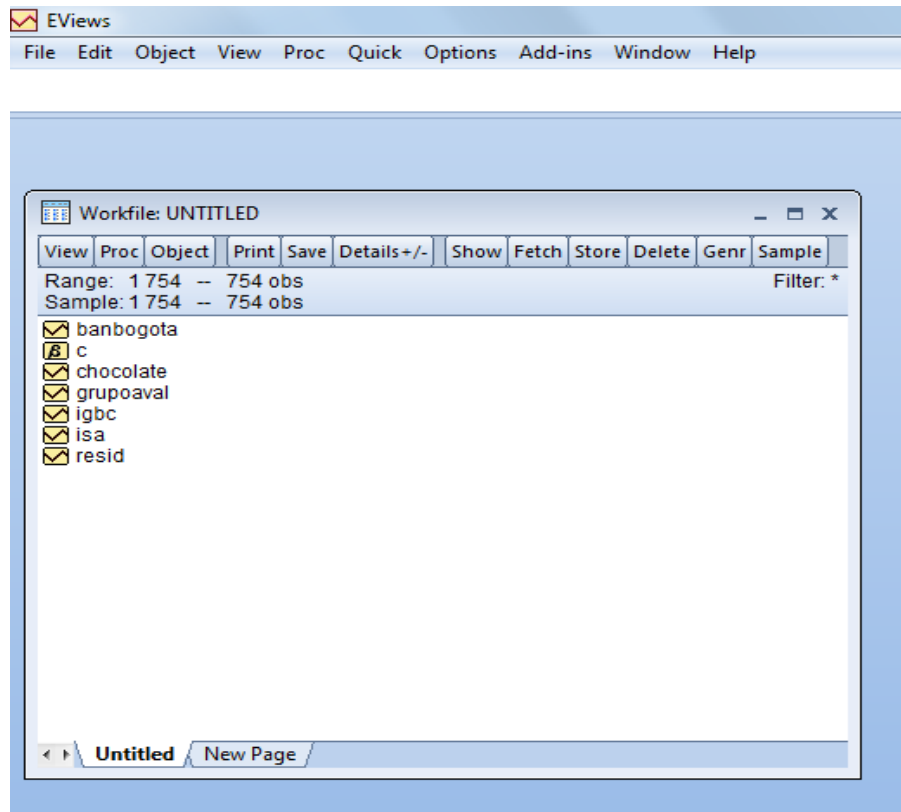 EViews
File Edit Object View Proc Quick Options Add-ins Window Help
Workfile: UNTITLED
View Proc Object Print Save Details+/- Show Fetch Store Delete Genr Sample
Range: 1 754 -- 754 obs Filter: *
Sample: 1 754 -- 754 obs
banbogota
β c
chocolate
grupoaval
igbc
isa
resid
Untitled New Page